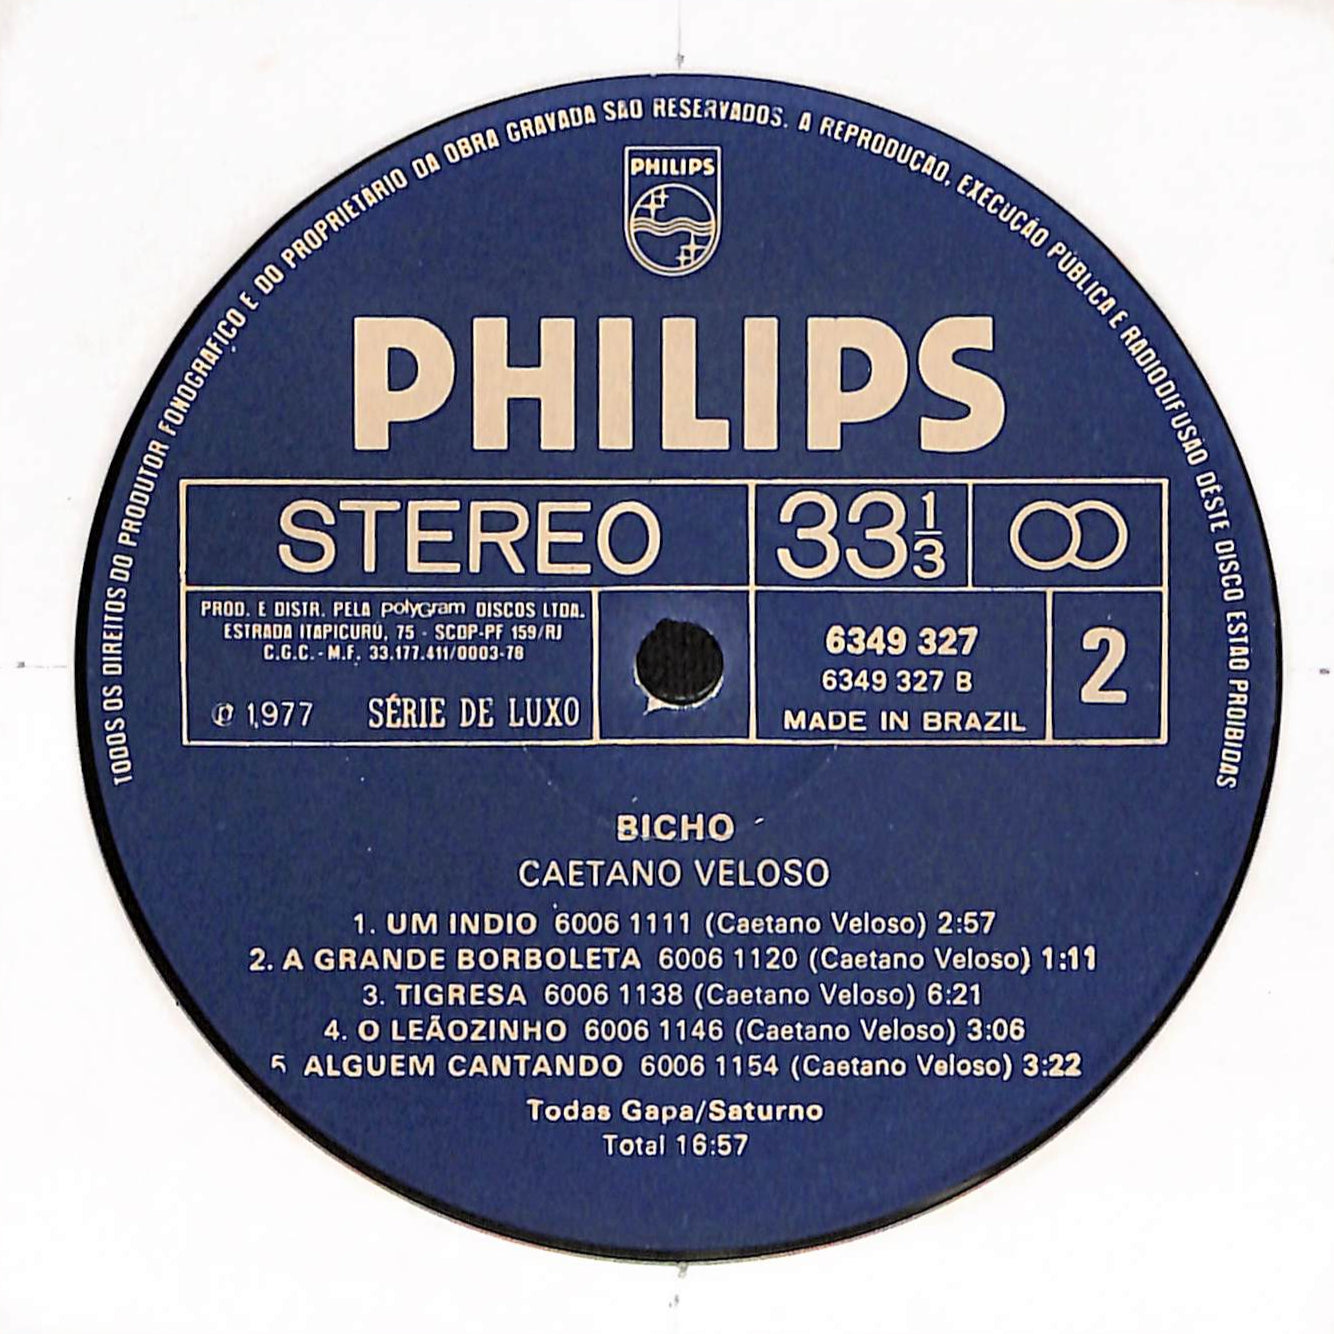 TODOS OS DIREITOS DO PRODUTOR FONOGRÁFICO E DO PROPRIETÁRIO DA OBRA GRAVADA SÃO RESERVADOS. A REPRODUÇÃO, EXECUÇÃO PÚBLICA E RADIODIFUSÃO DÊSTE DISCO ESTÃO PROIBIDAS
PHILIPS
PHILIPS
STEREO 33 1/3
PROD. E DISTR. PELA polyGram DISCOS LTDA.
ESTRADA ITAPICURU, 75 - SCDP-PF 159/RJ
C.G.C. - M.F. 33.177.411/0003-76
℗ 1977 SÉRIE DE LUXO
6349 327
6349 327 B
MADE IN BRAZIL
2
BICHO
CAETANO VELOSO
1. UM INDIO 6006 1111 (Caetano Veloso) 2:57
2. A GRANDE BORBOLETA 6006 1120 (Caetano Veloso) 1:11
3. TIGRESA 6006 1138 (Caetano Veloso) 6:21
4. O LEÃOZINHO 6006 1146 (Caetano Veloso) 3:06
5 ALGUEM CANTANDO 6006 1154 (Caetano Veloso) 3:22
Todas Gapa/Saturno
Total 16:57